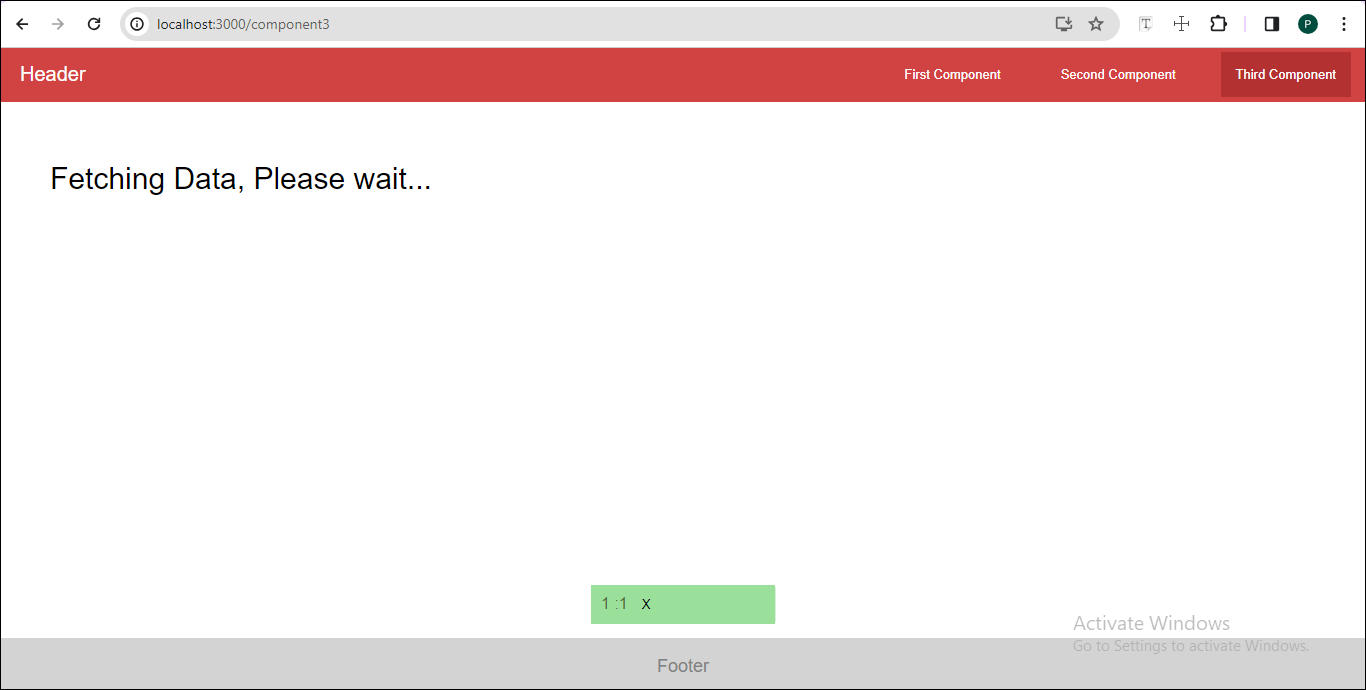 localhost:3000/component3
T
P
Header First Component Second Component Third Component
Fetching Data, Please wait...
1 :1 X
Activate Windows
Go to Settings to activate Windows.
Footer